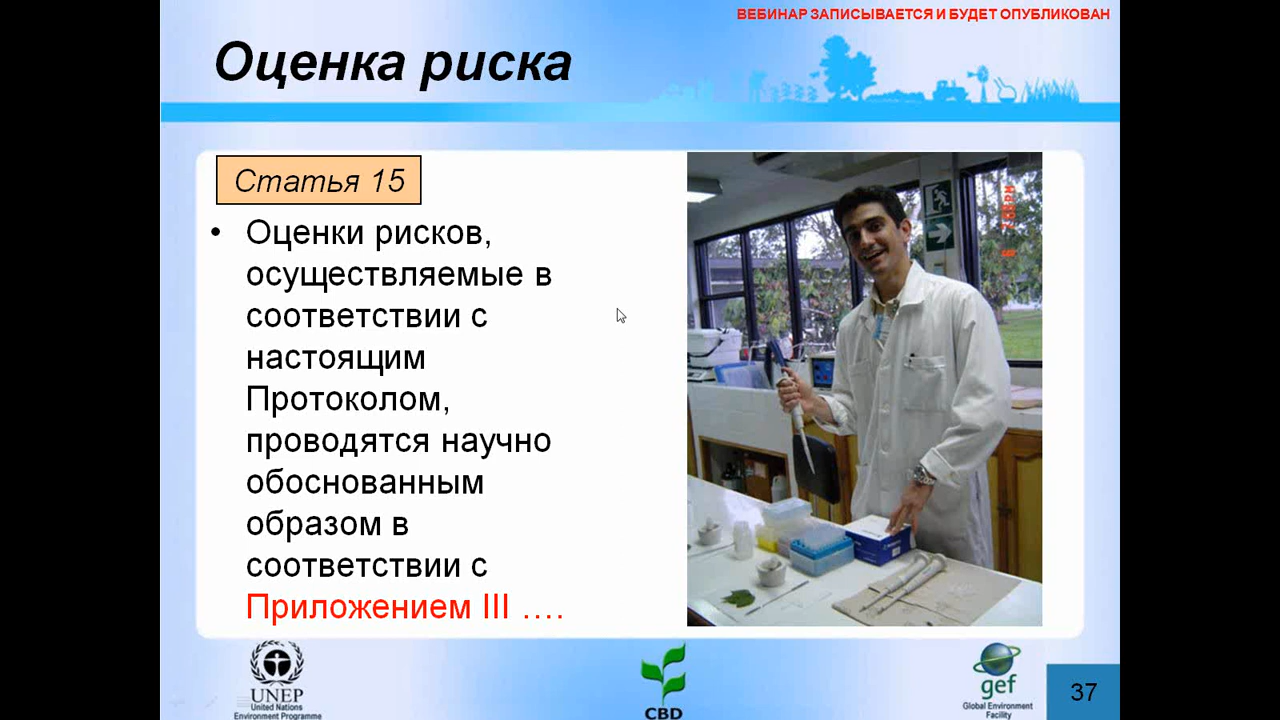 ВЕБИНАР ЗАПИСЫВАЕТСЯ И БУДЕТ ОПУБЛИКОВАН
Оценка риска
Статья 15
• Оценки рисков,
осуществляемые в
соответствии с
настоящим
Протоколом,
проводятся научно
обоснованным
образом в
соответствии с
Приложением III ….
UNEP
United Nations
Environment Programme
CBD
gef
Global Environment
Facility
37